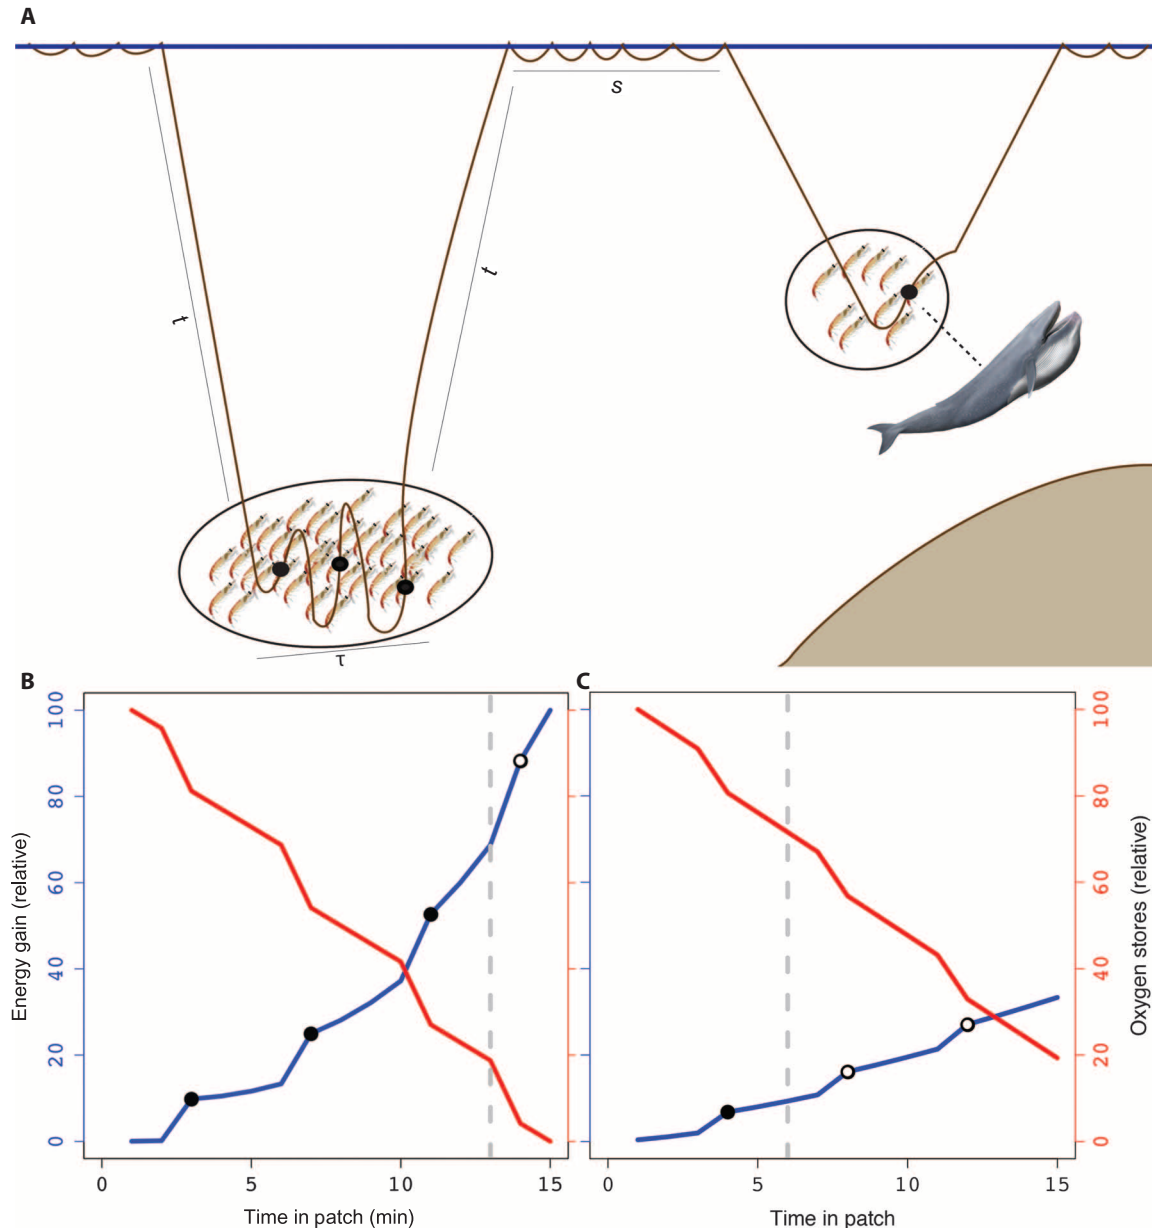 A
s
t
t
τ
B
C
100
80
60
40
20
0
Energy gain (relative)
0 5 10 15
Time in patch (min)
0 5 10 15
Time in patch
100
80
60
40
20
0
Oxygen stores (relative)